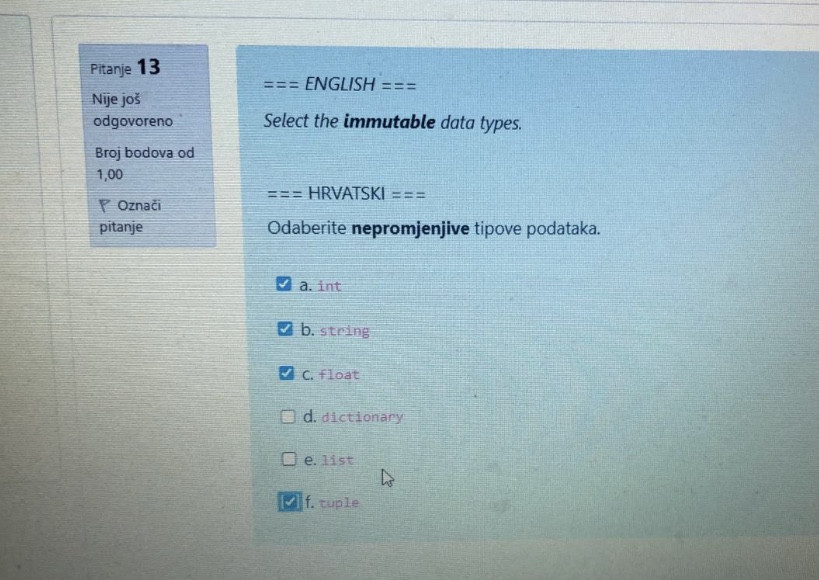 Pitanje 13
Nije još
odgovoreno
Broj bodova od
1,00
Označi
pitanje
=== ENGLISH ===
Select the immutable data types.
=== HRVATSKI ===
Odaberite nepromjenjive tipove podataka.
a. int
b. string
c. float
d. dictionary
e. list
f. tuple